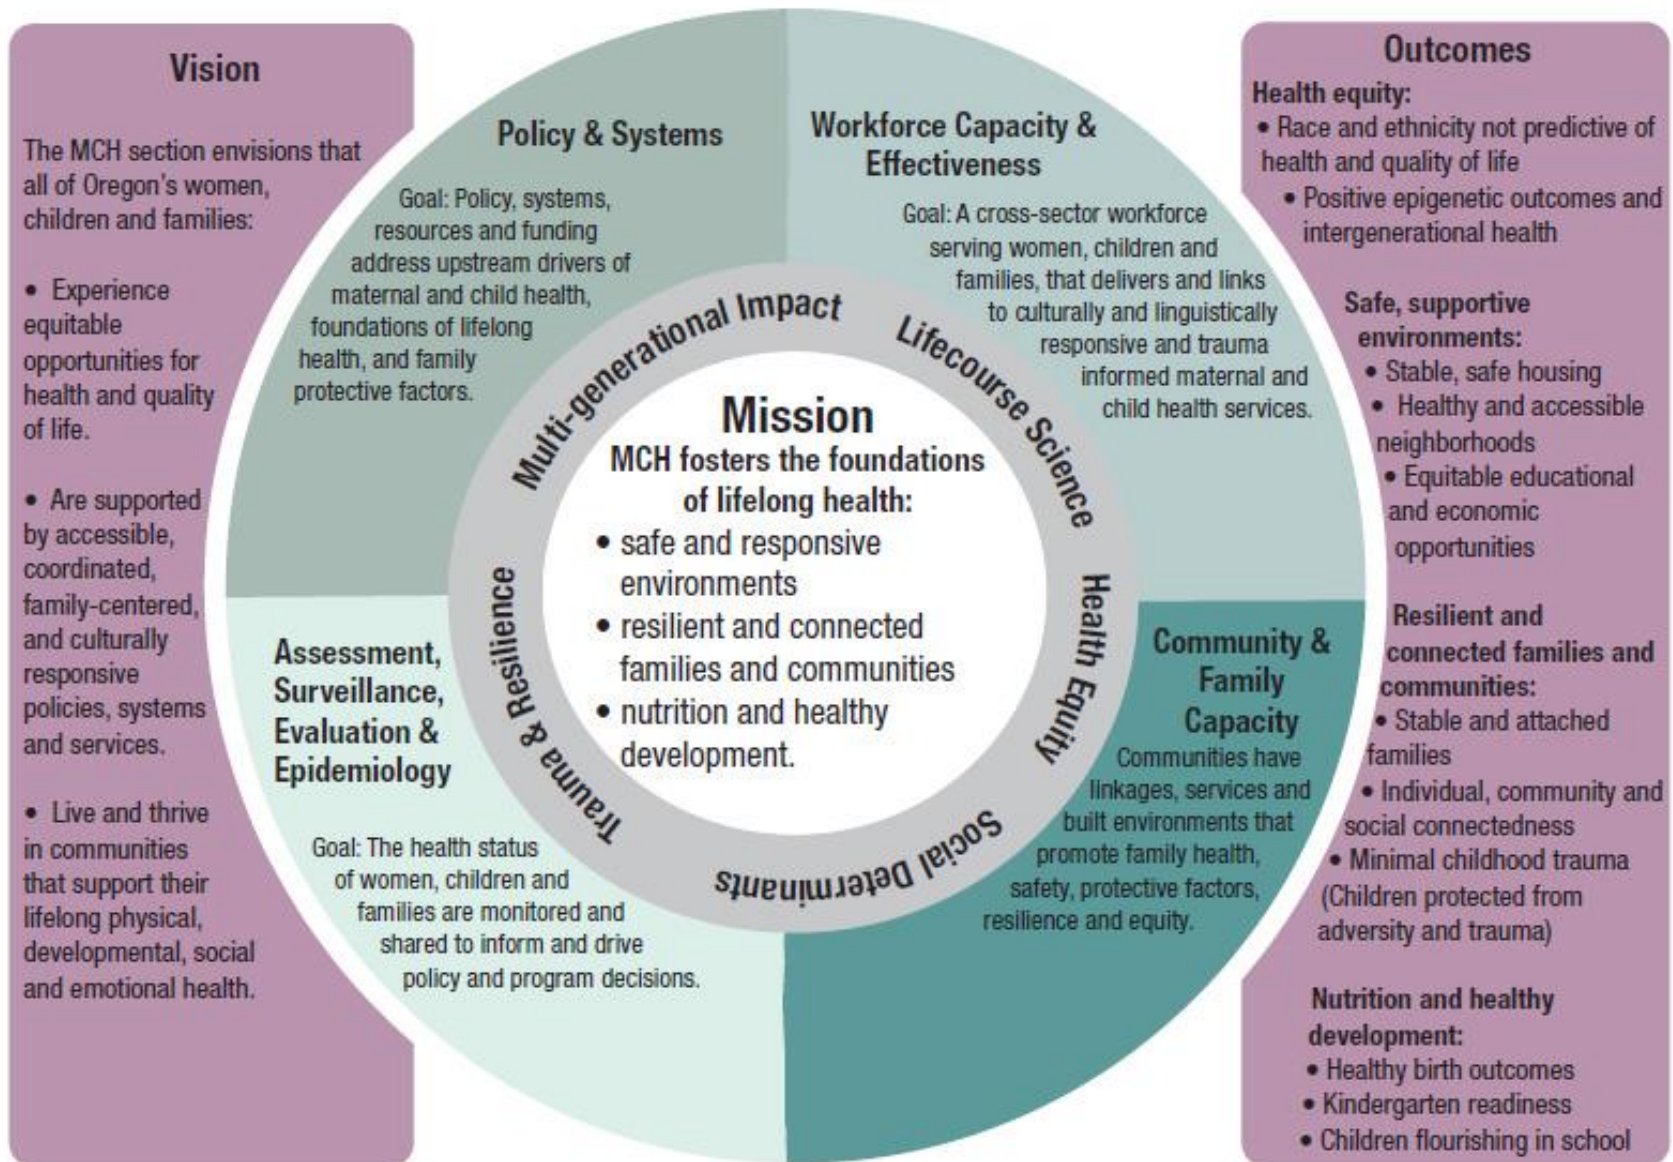 Vision
The MCH section envisions that
all of Oregon's women,
children and families:
• Experience
equitable
opportunities for
health and quality
of life.
• Are supported
by accessible,
coordinated,
family-centered,
and culturally
responsive
policies, systems
and services.
• Live and thrive
in communities
that support their
lifelong physical,
developmental, social
and emotional health.
Policy & Systems
Goal: Policy, systems,
resources and funding
address upstream drivers of
maternal and child health,
foundations of lifelong
health, and family
protective factors.
Workforce Capacity &
Effectiveness
Goal: A cross-sector workforce
serving women, children and
families, that delivers and links
to culturally and linguistically
responsive and trauma
informed maternal and
child health services.
Multi-generational Impact
Lifecourse Science
Health Equity
Social Determinants
Trauma & Resilience
Mission
MCH fosters the foundations
of lifelong health:
• safe and responsive
environments
• resilient and connected
families and communities
• nutrition and healthy
development.
Assessment,
Surveillance,
Evaluation &
Epidemiology
Goal: The health status
of women, children and
families are monitored and
shared to inform and drive
policy and program decisions.
Community &
Family
Capacity
Communities have
linkages, services and
built environments that
promote family health,
safety, protective factors,
resilience and equity.
Outcomes
Health equity:
• Race and ethnicity not predictive of
health and quality of life
• Positive epigenetic outcomes and
intergenerational health
Safe, supportive
environments:
• Stable, safe housing
• Healthy and accessible
neighborhoods
• Equitable educational
and economic
opportunities
Resilient and
connected families and
communities:
• Stable and attached
families
• Individual, community and
social connectedness
• Minimal childhood trauma
(Children protected from
adversity and trauma)
Nutrition and healthy
development:
• Healthy birth outcomes
• Kindergarten readiness
• Children flourishing in school